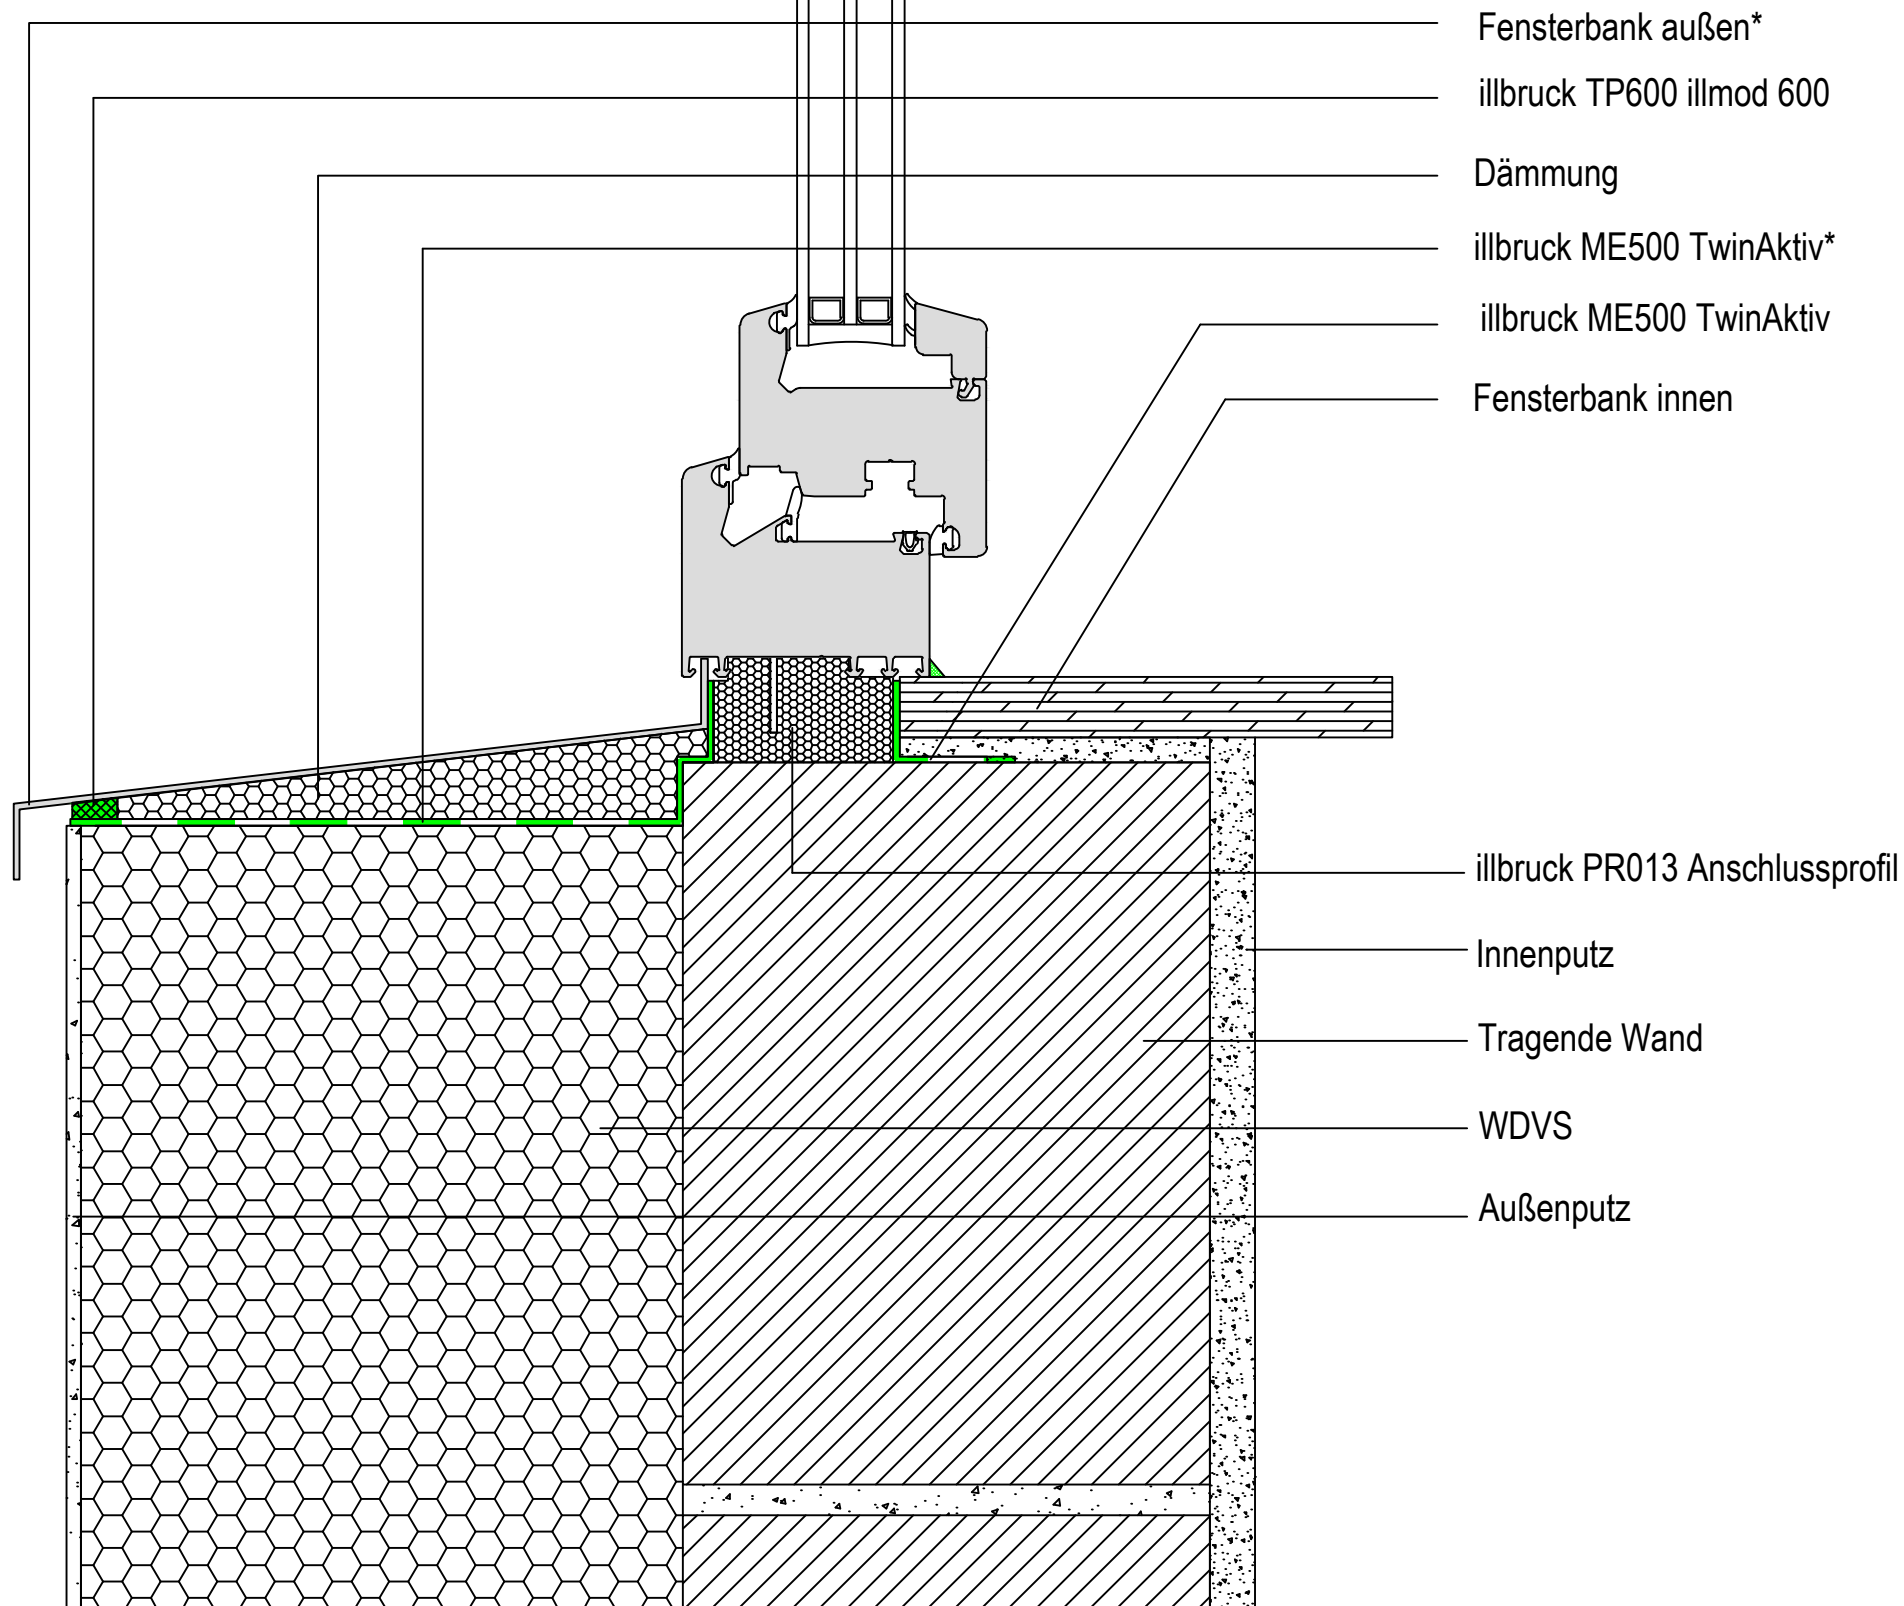 Fensterbank außen*
illbruck TP600 illmod 600
Dämmung
illbruck ME500 TwinAktiv*
illbruck ME500 TwinAktiv
Fensterbank innen
illbruck PR013 Anschlussprofil
Innenputz
Tragende Wand
WDVS
Außenputz